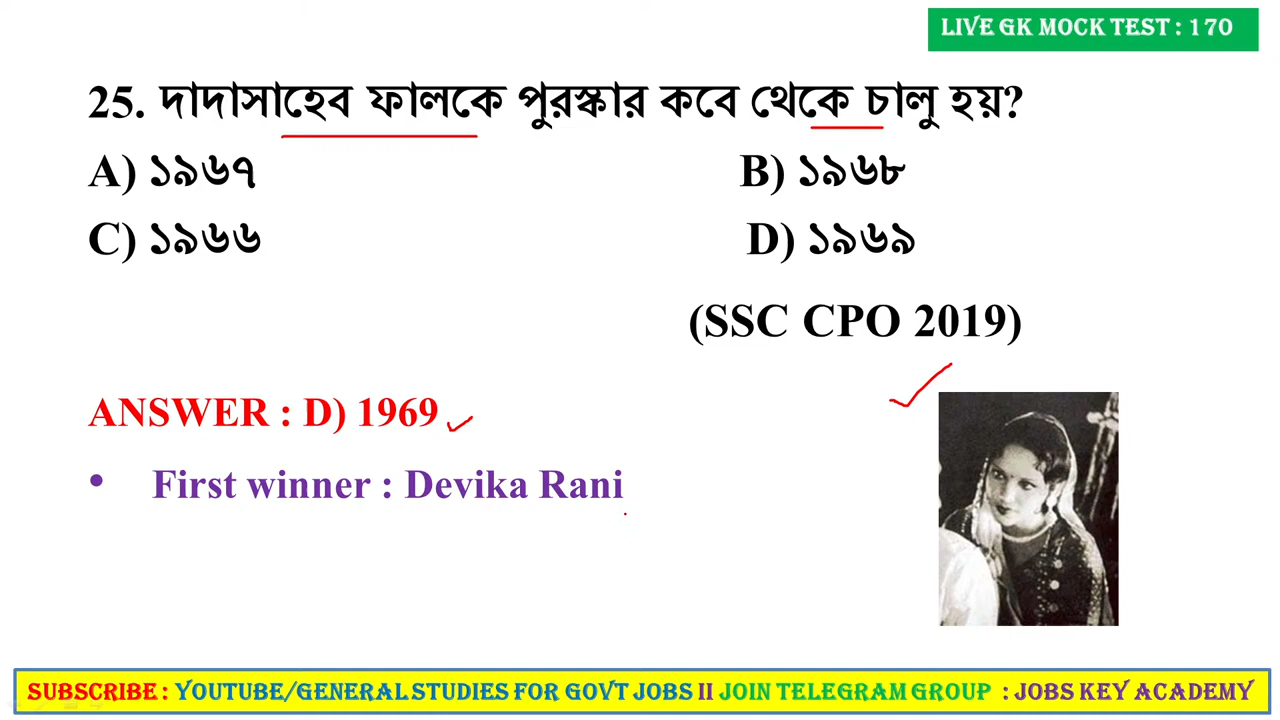 LIVE GK MOCK TEST : 170
25. দাদাসাহেব ফালকে পুরস্কার কবে থেকে চালু হয়?
A) ১৯৬৭ B) ১৯৬৮
C) ১৯৬৬ D) ১৯৬৯
(SSC CPO 2019)
ANSWER : D) 1969
• First winner : Devika Rani
SUBSCRIBE : YOUTUBE/GENERAL STUDIES FOR GOVT JOBS II JOIN TELEGRAM GROUP : JOBS KEY ACADEMY